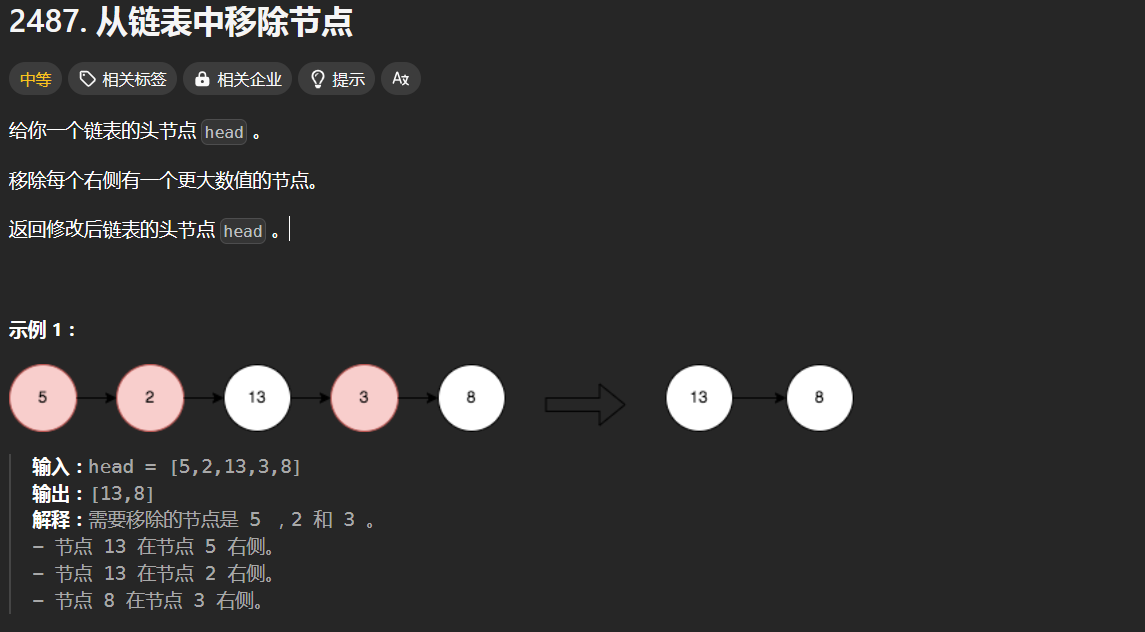 2487. 从链表中移除节点
中等 相关标签 相关企业 提示 A文
给你一个链表的头节点 head 。
移除每个右侧有一个更大数值的节点。
返回修改后链表的头节点 head 。
示例 1：
5 2 13 3 8 13 8
输入：head = [5,2,13,3,8]
输出：[13,8]
解释：需要移除的节点是 5 ，2 和 3 。
- 节点 13 在节点 5 右侧。
- 节点 13 在节点 2 右侧。
- 节点 8 在节点 3 右侧。